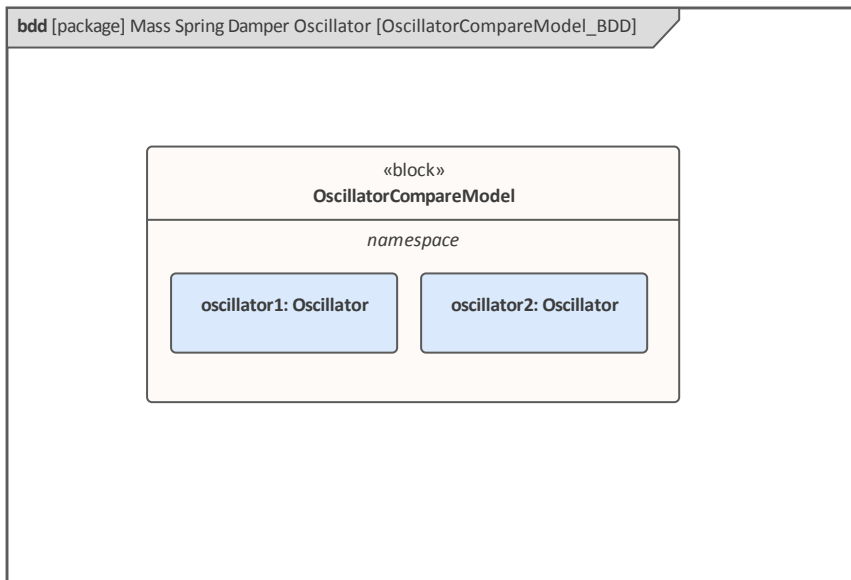 bdd [package] Mass Spring Damper Oscillator [OscillatorCompareModel_BDD]
«block»
OscillatorCompareModel
namespace
oscillator1: Oscillator
oscillator2: Oscillator